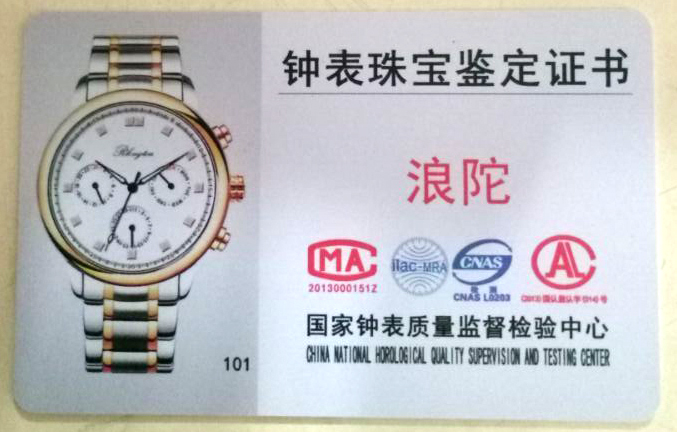 钟表珠宝鉴定证书
浪陀
CMA
ilac-MRA
CNAS
CAL
2013000151Z
检测
CNAS L0203
国家钟表质量监督检验中心
CHINA NATIONAL HOROLOGICAL QUALITY SUPERVISION AND TESTING CENTER
101